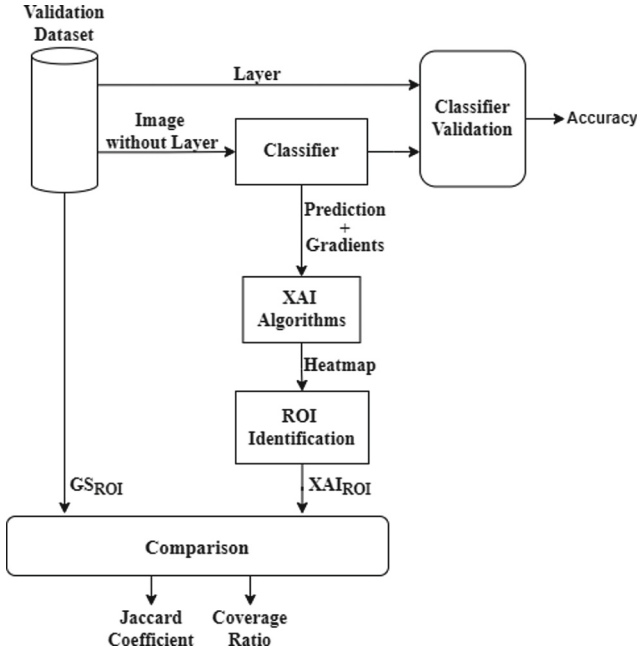 Validation
Dataset
Layer
Image
without Layer
Classifier
Classifier
Validation
Accuracy
Prediction
+
Gradients
XAI
Algorithms
Heatmap
ROI
Identification
GSROI
XAIROI
Comparison
Jaccard
Coefficient
Coverage
Ratio